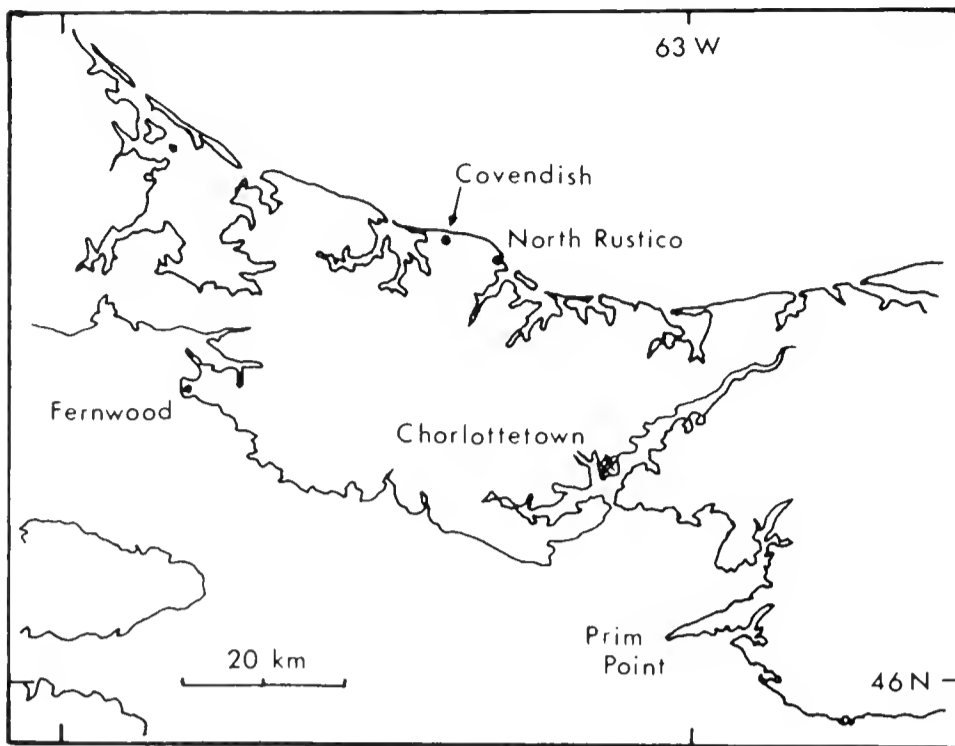 63 W
Covendish
North Rustico
Fernwood
Chorlottetown
Prim
Point
20 km
46 N